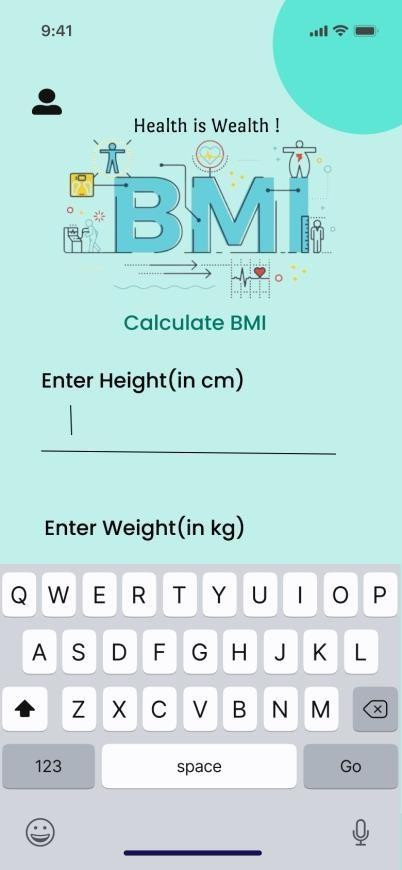 9:41
Health is Wealth !
BMI
Calculate BMI
Enter Height(in cm)
Enter Weight(in kg)
Q W E R T Y U I O P
A S D F G H J K L
Z X C V B N M
123 space Go